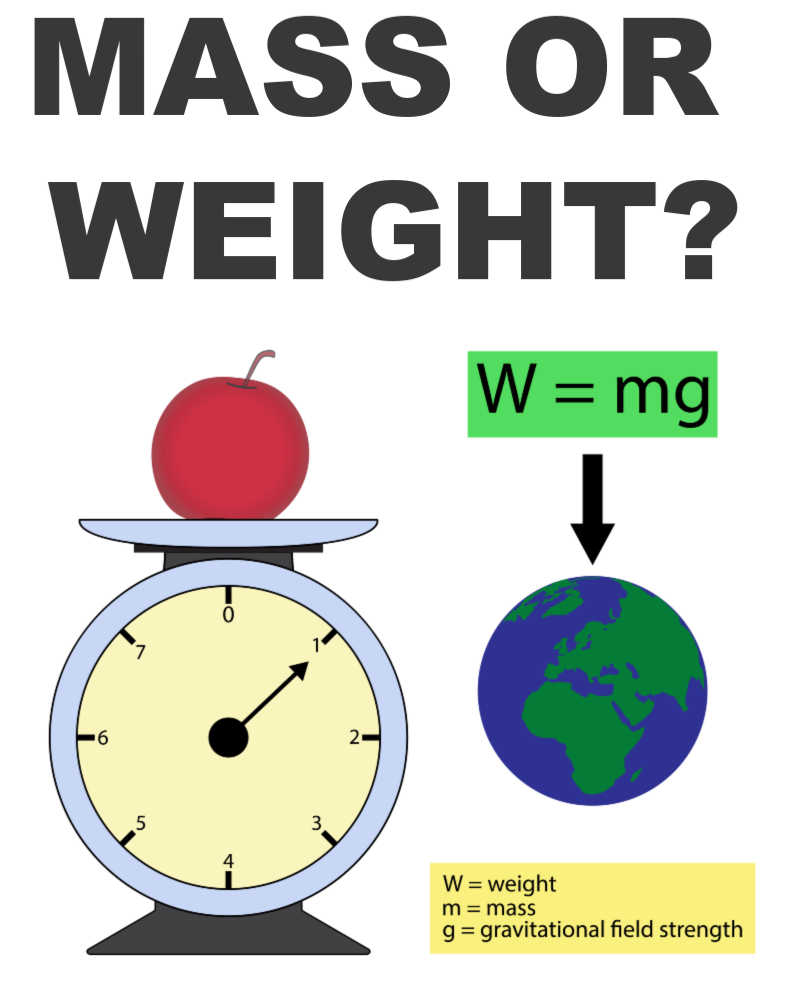 MASS OR
WEIGHT?
W = mg
0
1
2
3
4
5
6
7
W = weight
m = mass
g = gravitational field strength